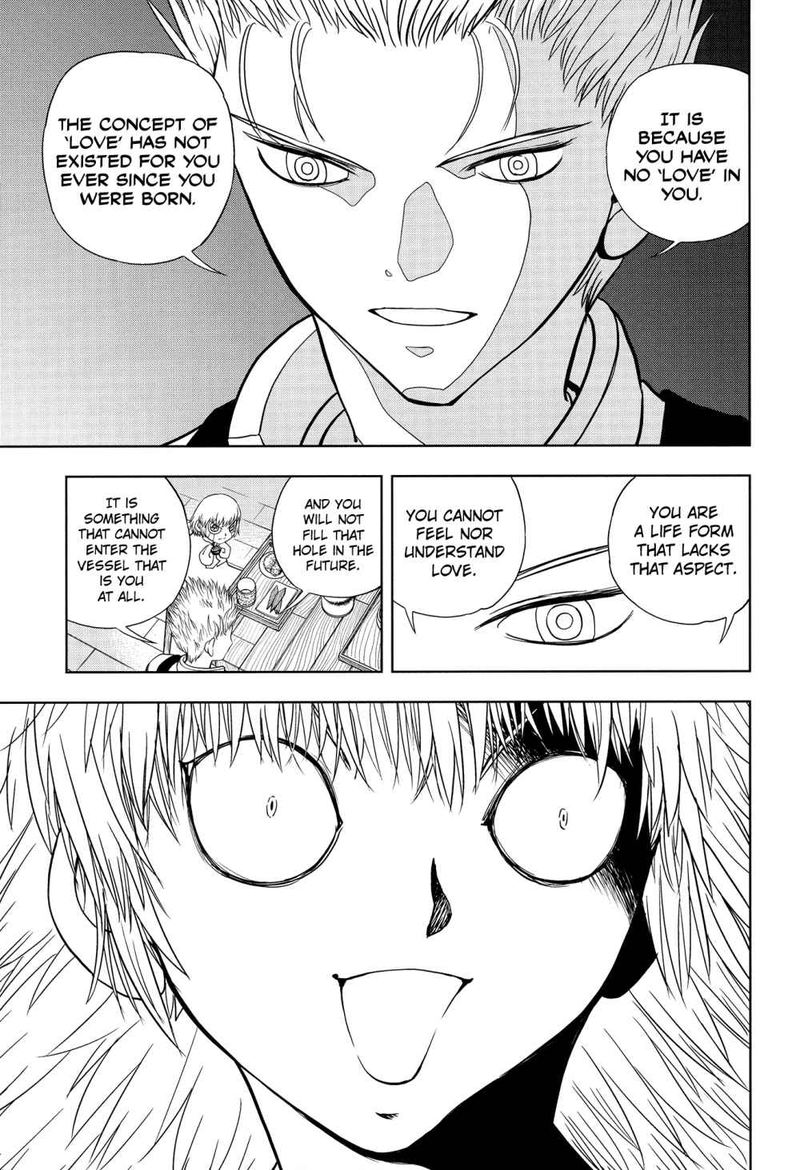 IT IS
BECAUSE
YOU HAVE
NO 'LOVE' IN
YOU.
THE CONCEPT OF
'LOVE' HAS NOT
EXISTED FOR YOU
EVER SINCE YOU
WERE BORN.
YOU ARE
A LIFE FORM
THAT LACKS
THAT ASPECT.
YOU CANNOT
FEEL NOR
UNDERSTAND
LOVE.
AND YOU
WILL NOT
FILL THAT
HOLE IN THE
FUTURE.
IT IS
SOMETHING
THAT CANNOT
ENTER THE
VESSEL THAT
IS YOU
AT ALL.